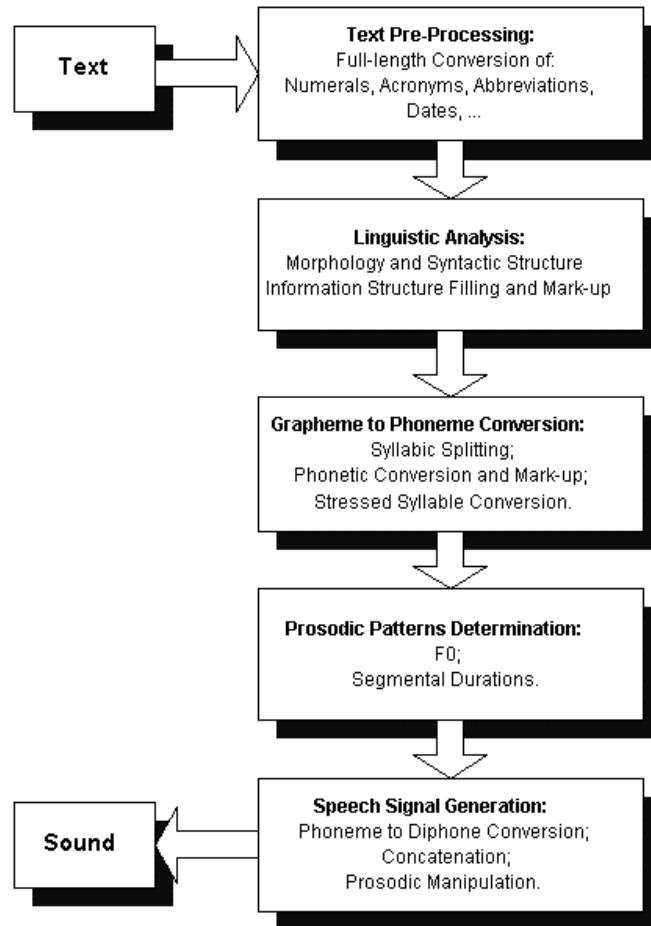 Text
Text Pre-Processing:
Full-length Conversion of:
Numerals, Acronyms, Abbreviations,
Dates, ...
Linguistic Analysis:
Morphology and Syntactic Structure
Information Structure Filling and Mark-up
Grapheme to Phoneme Conversion:
Syllabic Splitting;
Phonetic Conversion and Mark-up;
Stressed Syllable Conversion.
Prosodic Patterns Determination:
F0;
Segmental Durations.
Speech Signal Generation:
Phoneme to Diphone Conversion;
Concatenation;
Prosodic Manipulation.
Sound